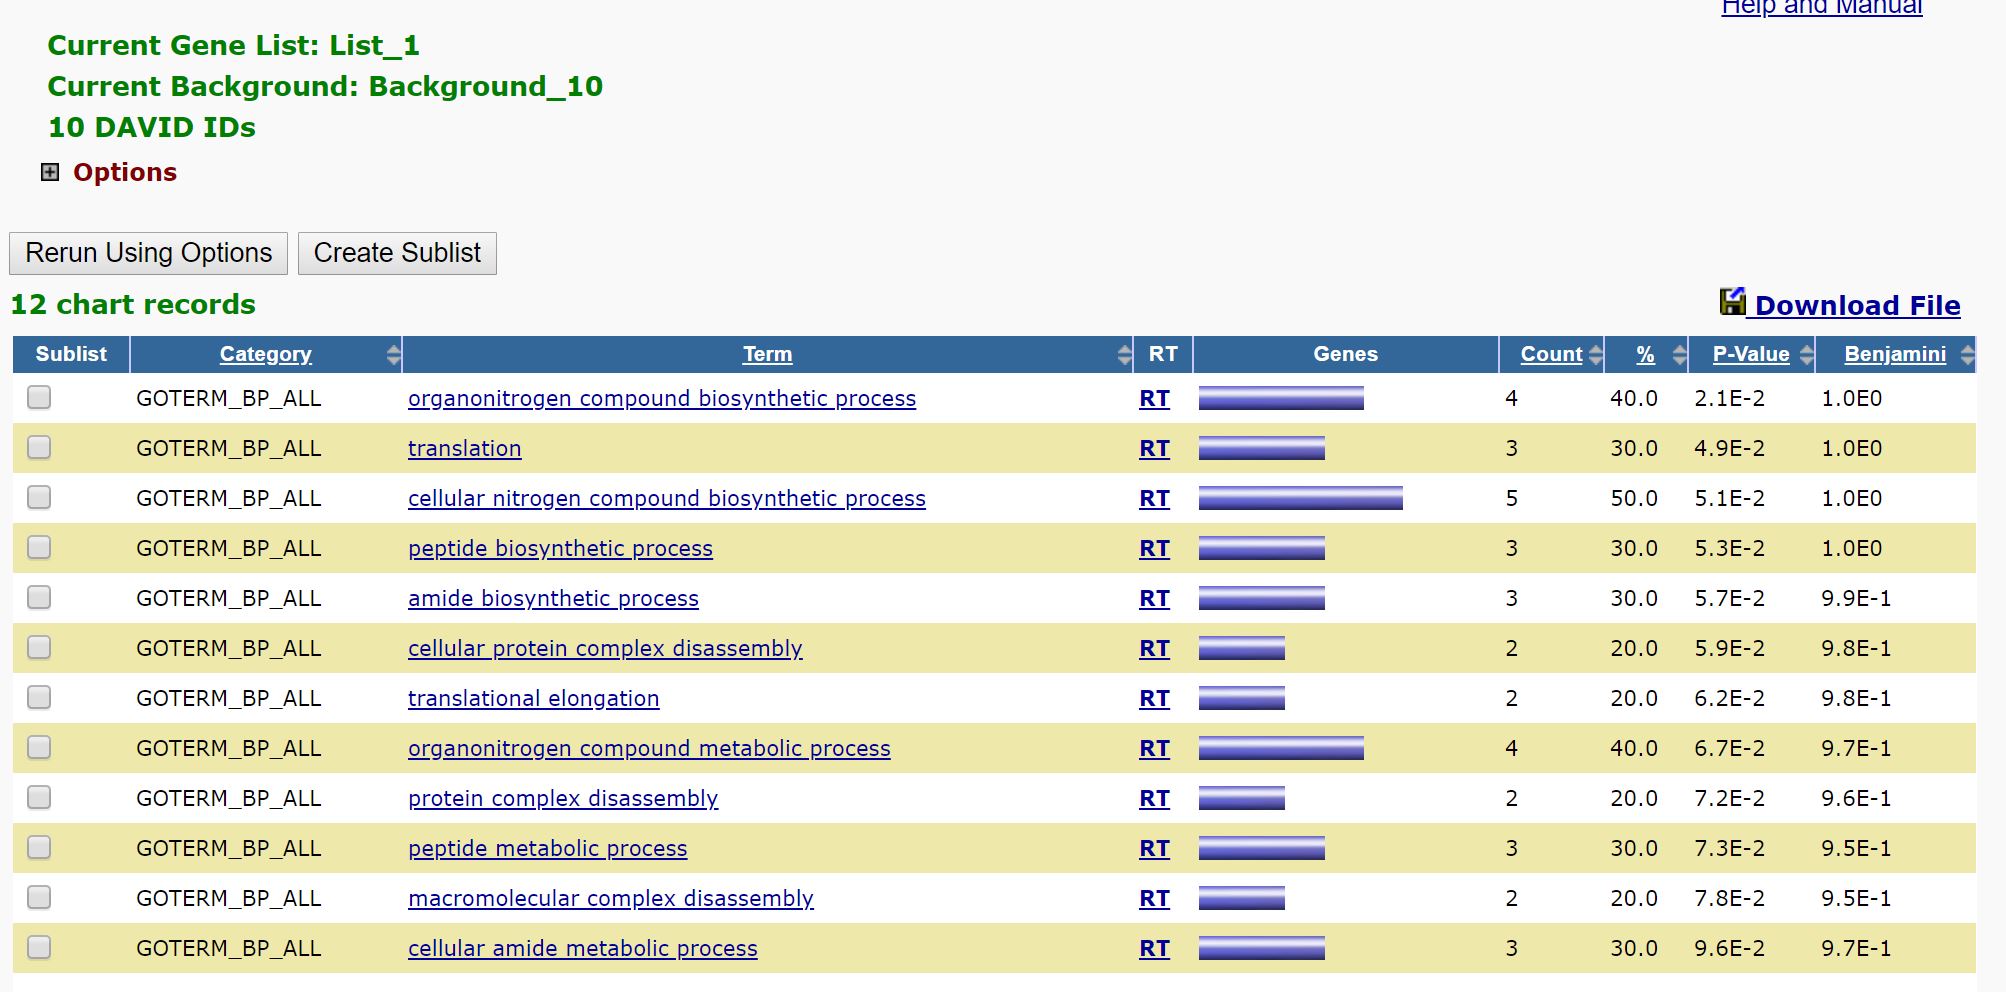 Help and Manual
Current Gene List: List_1
Current Background: Background_10
10 DAVID IDs
Options
Rerun Using Options Create Sublist
12 chart records Download File
Sublist Category Term RT Genes Count % P-Value Benjamini
GOTERM_BP_ALL organonitrogen compound biosynthetic process RT 4 40.0 2.1E-2 1.0E0
GOTERM_BP_ALL translation RT 3 30.0 4.9E-2 1.0E0
GOTERM_BP_ALL cellular nitrogen compound biosynthetic process RT 5 50.0 5.1E-2 1.0E0
GOTERM_BP_ALL peptide biosynthetic process RT 3 30.0 5.3E-2 1.0E0
GOTERM_BP_ALL amide biosynthetic process RT 3 30.0 5.7E-2 9.9E-1
GOTERM_BP_ALL cellular protein complex disassembly RT 2 20.0 5.9E-2 9.8E-1
GOTERM_BP_ALL translational elongation RT 2 20.0 6.2E-2 9.8E-1
GOTERM_BP_ALL organonitrogen compound metabolic process RT 4 40.0 6.7E-2 9.7E-1
GOTERM_BP_ALL protein complex disassembly RT 2 20.0 7.2E-2 9.6E-1
GOTERM_BP_ALL peptide metabolic process RT 3 30.0 7.3E-2 9.5E-1
GOTERM_BP_ALL macromolecular complex disassembly RT 2 20.0 7.8E-2 9.5E-1
GOTERM_BP_ALL cellular amide metabolic process RT 3 30.0 9.6E-2 9.7E-1